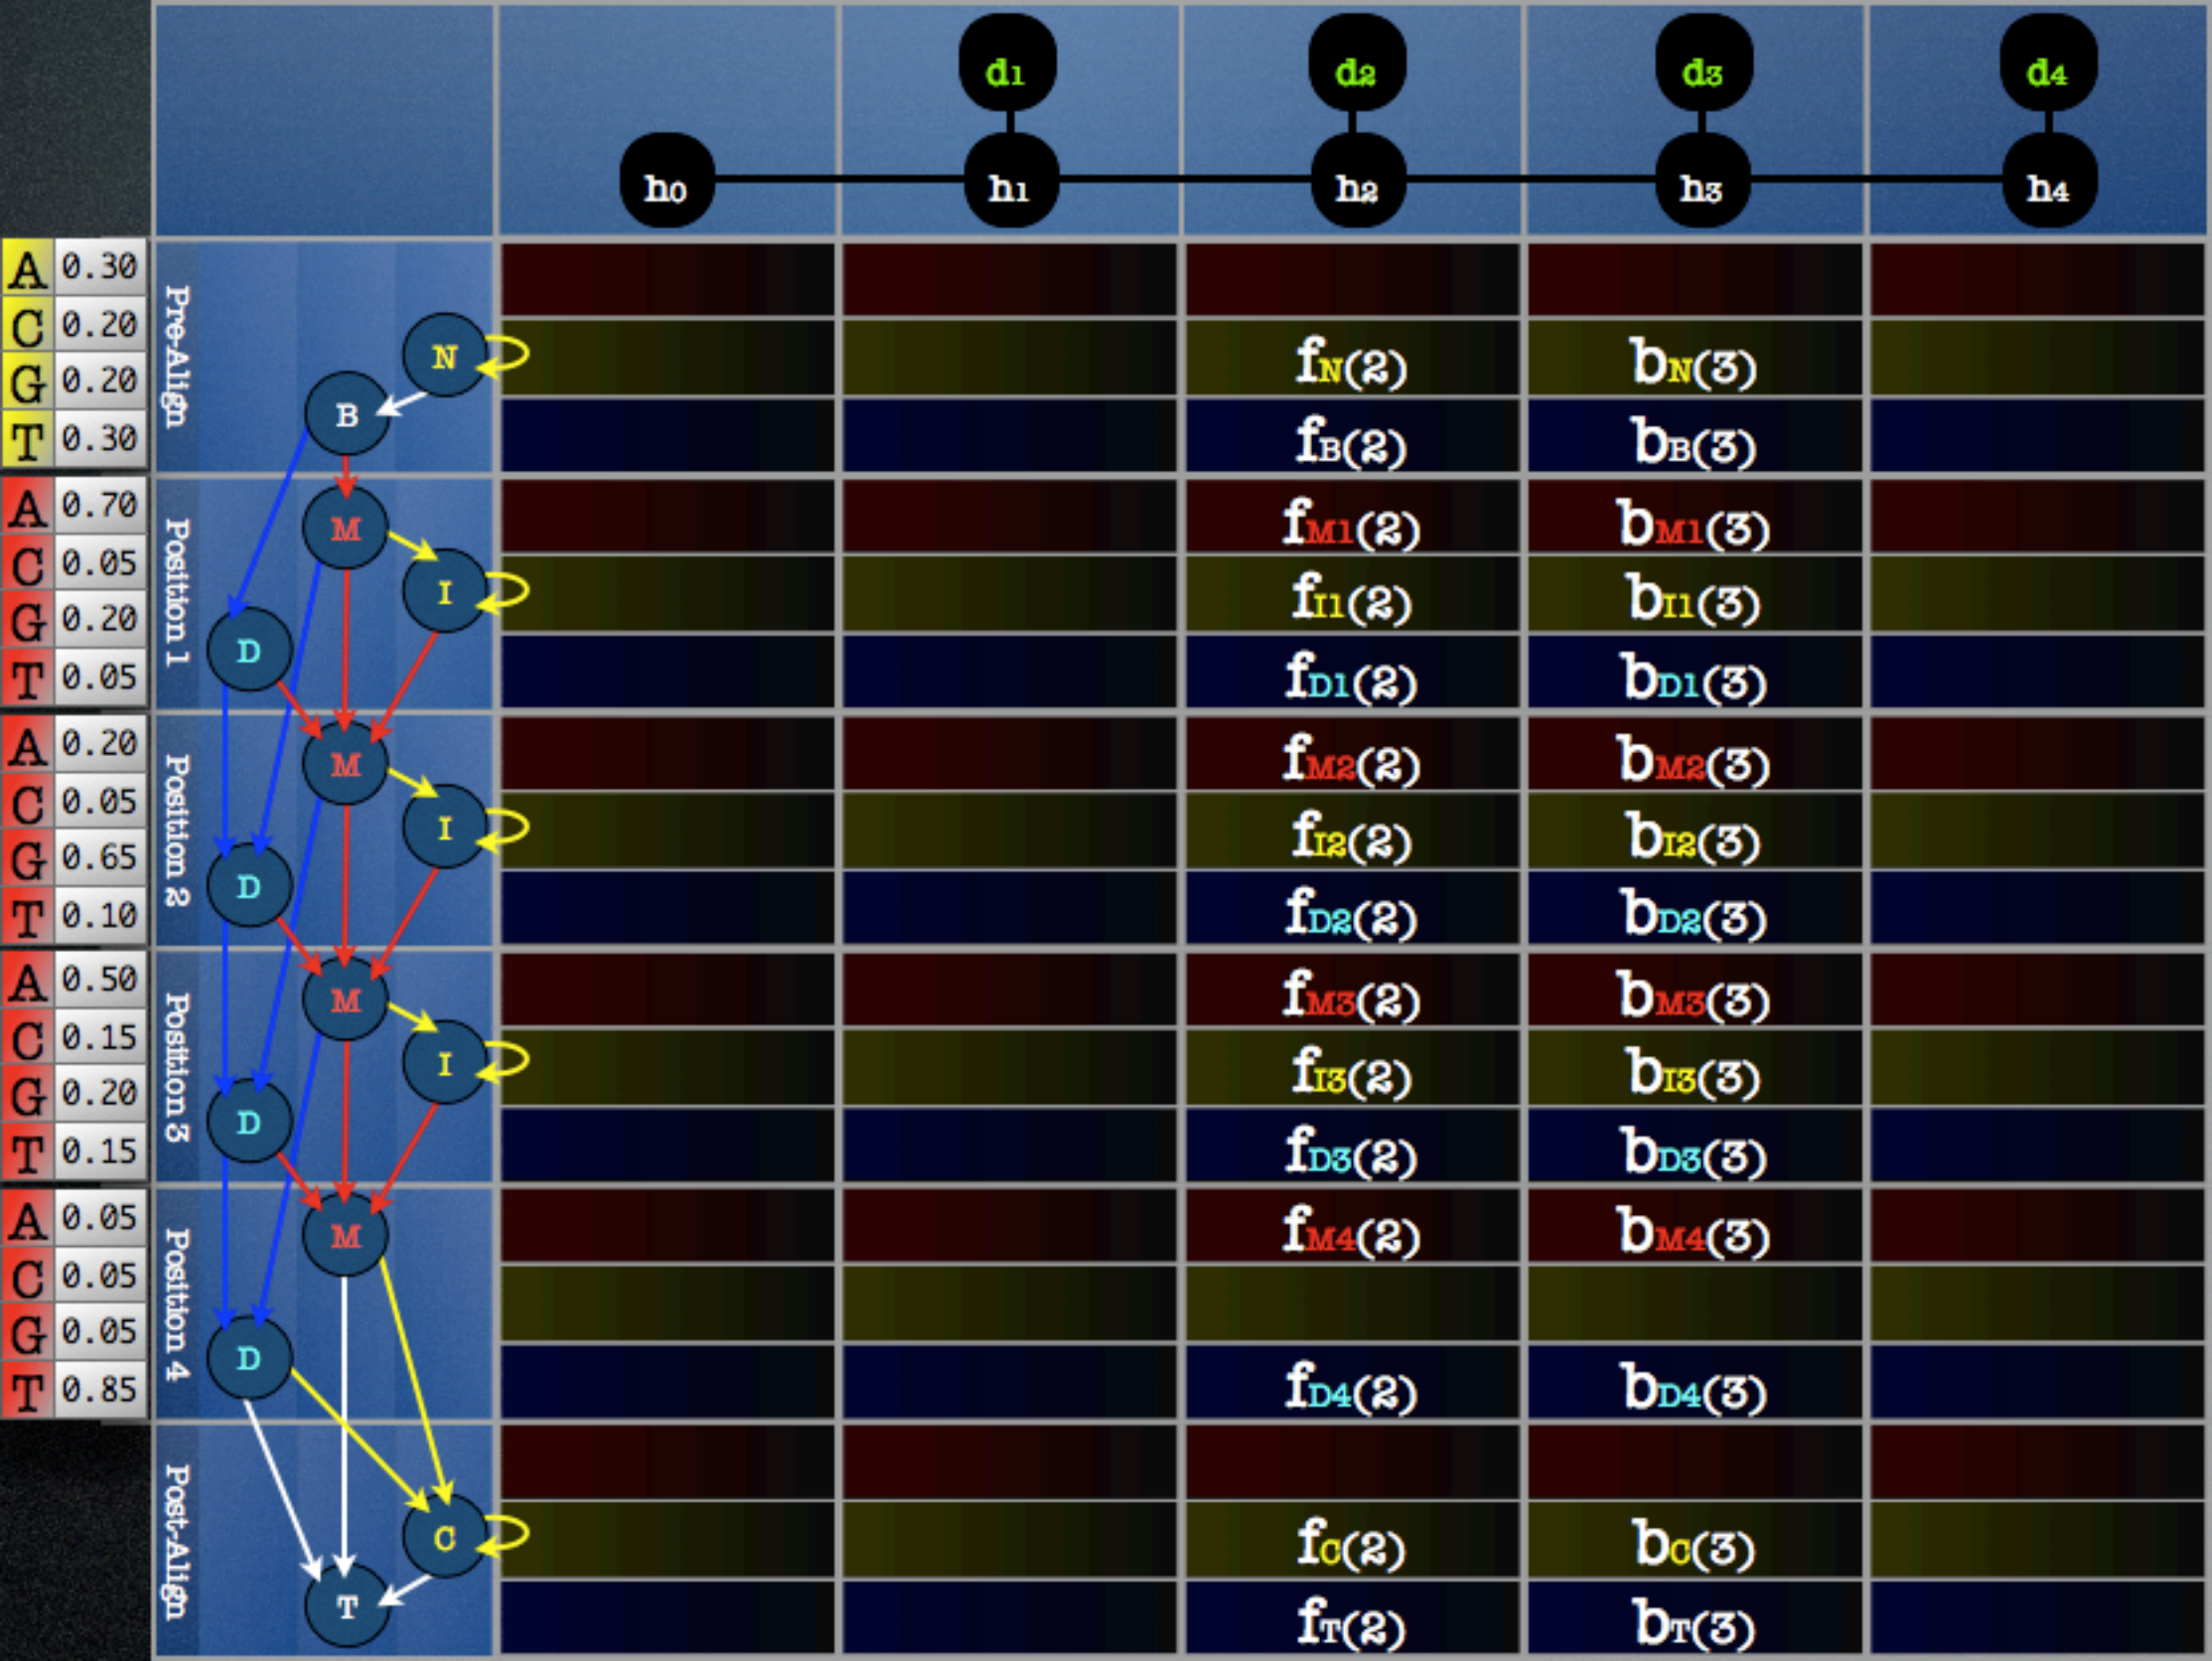 d1 d2 d3 d4
h0 h1 h2 h3 h4
Pre-Align
A 0.30
C 0.20
G 0.20
T 0.30
N
B
fN(2) bN(3)
fB(2) bB(3)
Position 1
A 0.70
C 0.05
G 0.20
T 0.05
M
I
D
fM1(2) bM1(3)
fI1(2) bI1(3)
fD1(2) bD1(3)
Position 2
A 0.20
C 0.05
G 0.65
T 0.10
M
I
D
fM2(2) bM2(3)
fI2(2) bI2(3)
fD2(2) bD2(3)
Position 3
A 0.50
C 0.15
G 0.20
T 0.15
M
I
D
fM3(2) bM3(3)
fI3(2) bI3(3)
fD3(2) bD3(3)
Position 4
A 0.05
C 0.05
G 0.05
T 0.85
M
D
fM4(2) bM4(3)
fD4(2) bD4(3)
Post-Align
C
T
fC(2) bC(3)
fT(2) bT(3)